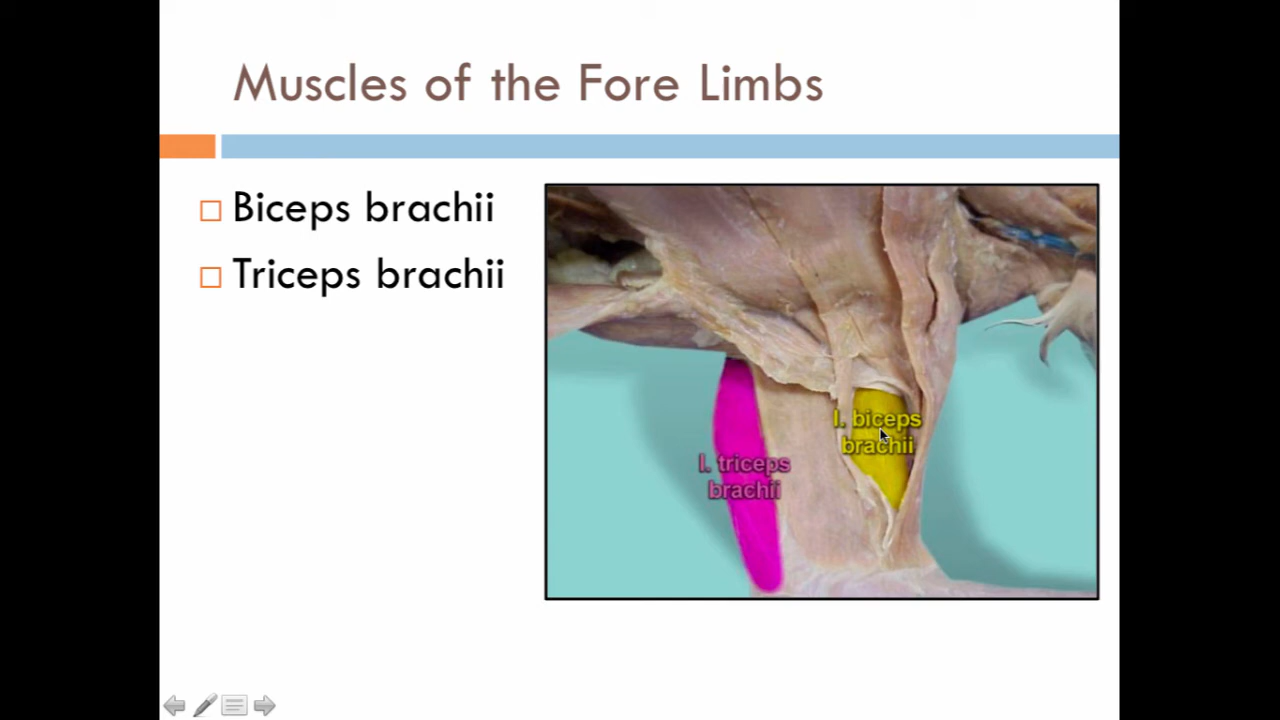 Muscles of the Fore Limbs
Biceps brachii
Triceps brachii
l. biceps
brachii
l. triceps
brachii